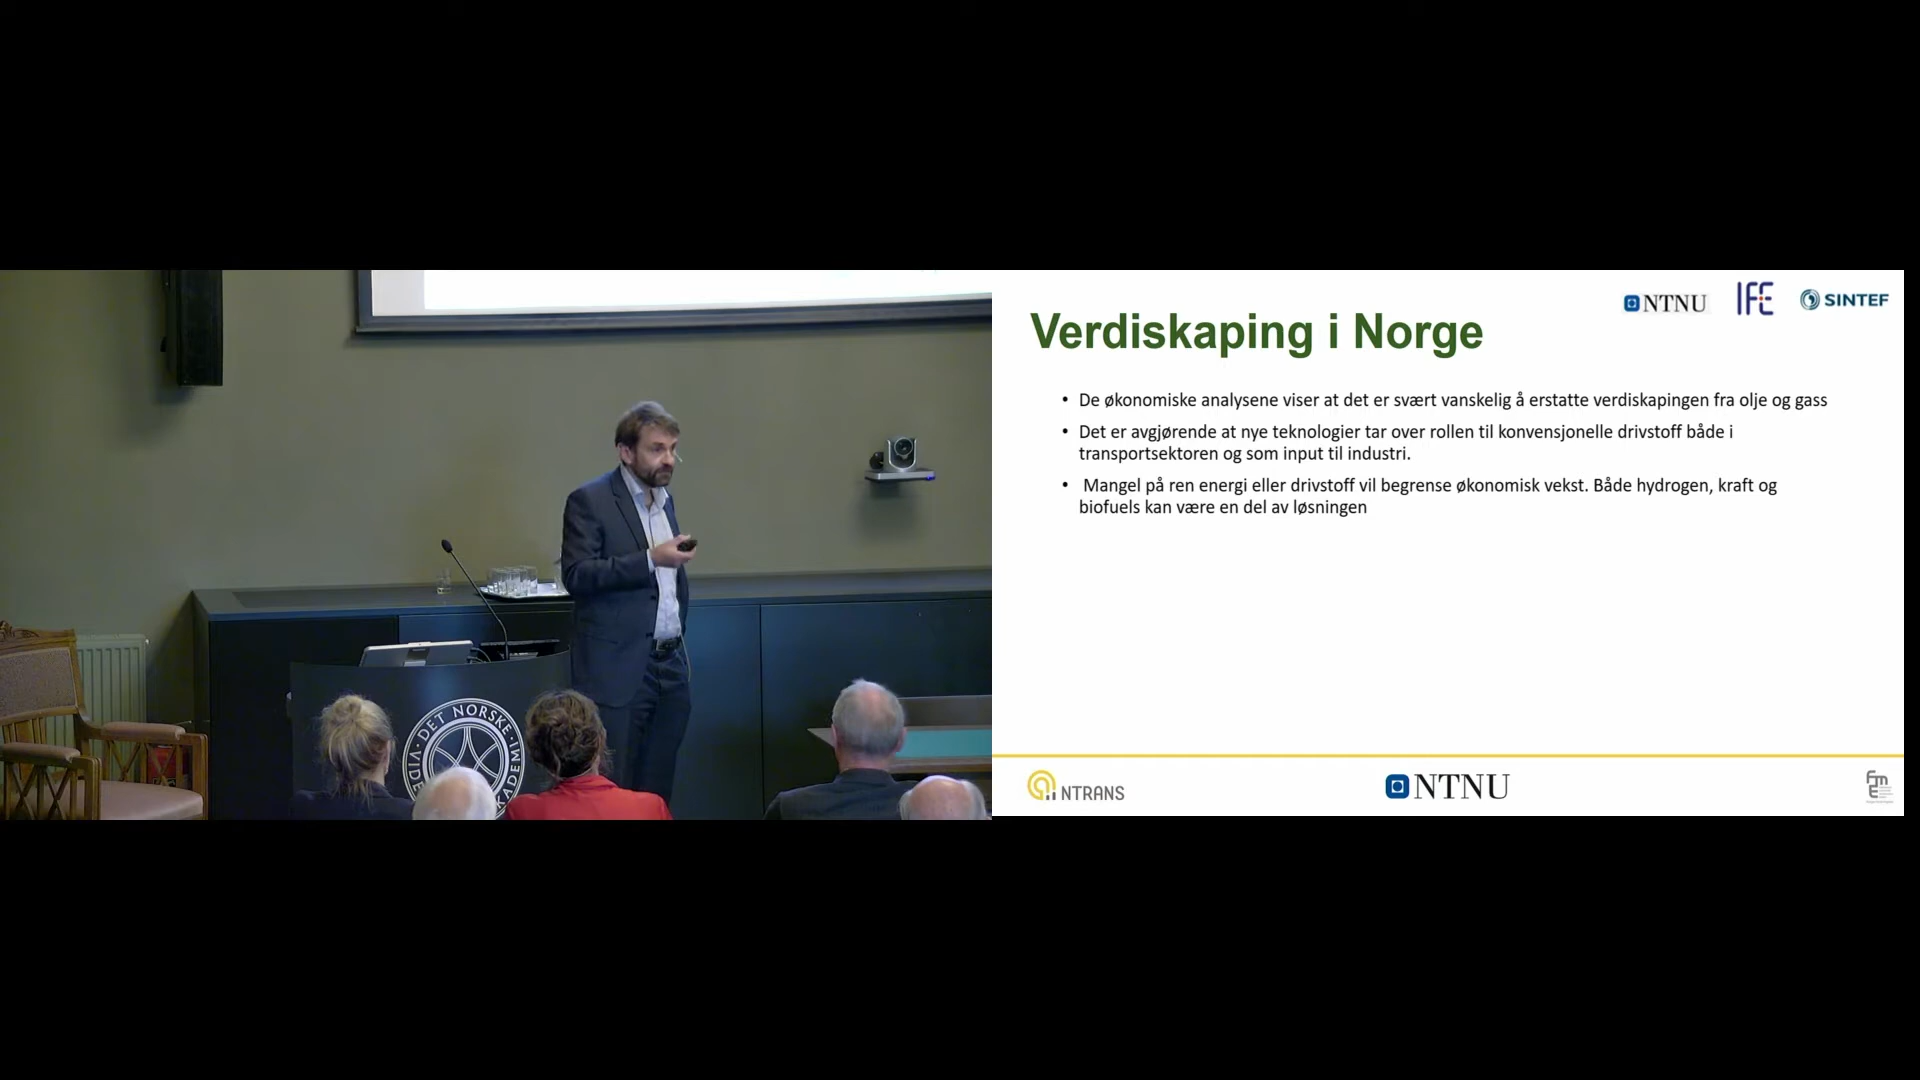 DET NORSKE
VIDE
KADEMI
Verdiskaping i Norge
NTNU
IFE
SINTEF
• De økonomiske analysene viser at det er svært vanskelig å erstatte verdiskapingen fra olje og gass
• Det er avgjørende at nye teknologier tar over rollen til konvensjonelle drivstoff både i
transportsektoren og som input til industri.
• Mangel på ren energi eller drivstoff vil begrense økonomisk vekst. Både hydrogen, kraft og
biofuels kan være en del av løsningen
NTRANS
NTNU
FME